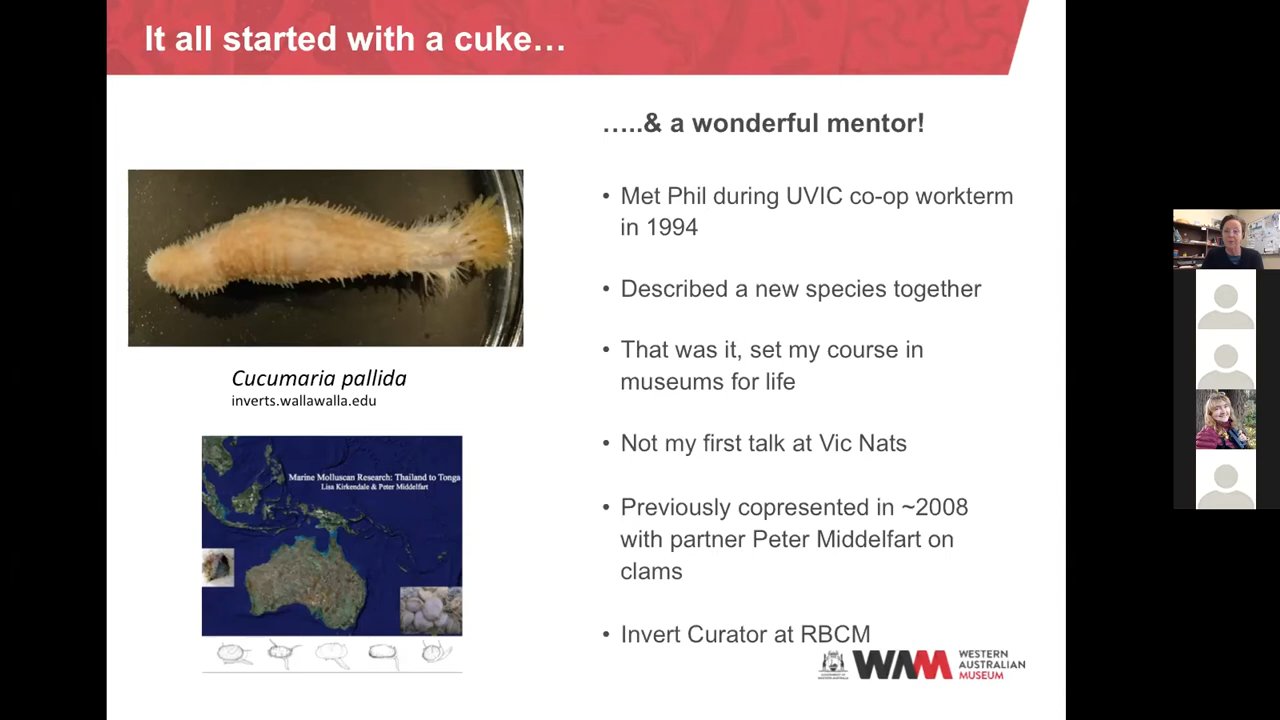 It all started with a cuke…
…..& a wonderful mentor!
• Met Phil during UVIC co-op workterm
in 1994
• Described a new species together
• That was it, set my course in
museums for life
• Not my first talk at Vic Nats
• Previously copresented in ~2008
with partner Peter Middelfart on
clams
• Invert Curator at RBCM
Cucumaria pallida
inverts.wallawalla.edu
Marine Molluscan Research: Thailand to Tonga
Lisa Kirkendale & Peter Middelfart
WAM
WESTERN
AUSTRALIAN
MUSEUM